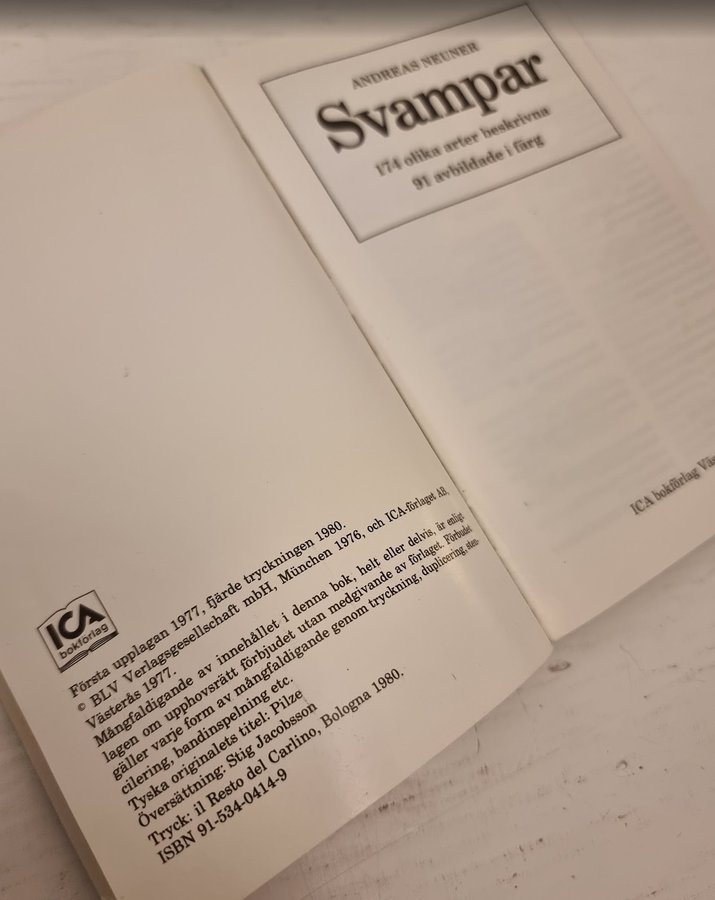 ICA
bokförlag
Första upplagan 1977, fjärde tryckningen 1980.
© BLV Verlagsgesellschaft mbH, München 1976, och ICA-förlaget AB,
Västerås 1977.
Mångfaldigande av innehållet i denna bok, helt eller delvis, är enligt
lagen om upphovsrätt förbjudet utan medgivande av förlaget. Förbudet
gäller varje form av mångfaldigande genom tryckning, duplicering, sten-
cilering, bandinspelning etc.
Tyska originalets titel: Pilze
Översättning: Stig Jacobsson
Tryck: il Resto del Carlino, Bologna 1980.
ISBN 91-534-0414-9
ANDREAS NEUNER
Svampar
174 olika arter beskrivna
91 avbildade i färg
ICA bokförlag Väs